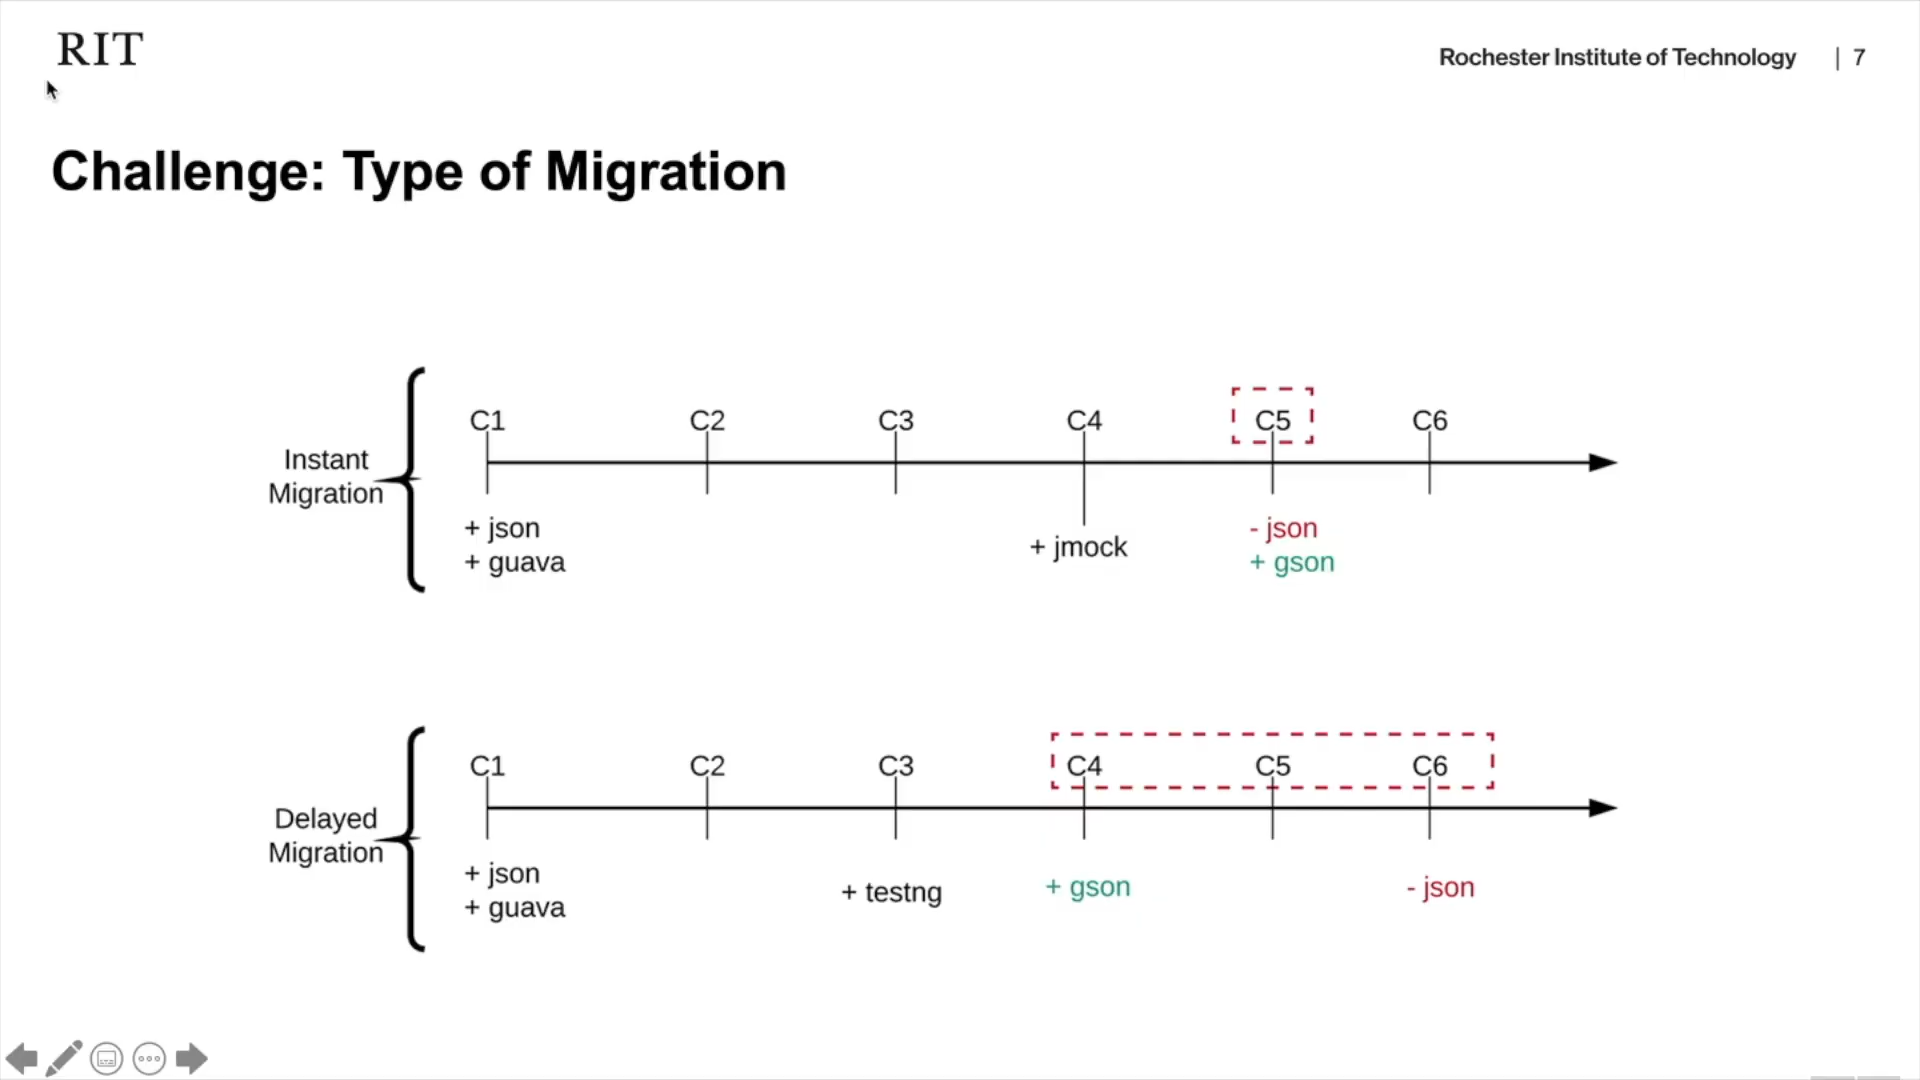 RIT
Rochester Institute of Technology | 7
Challenge: Type of Migration
Instant
Migration
C1 C2 C3 C4 C5 C6
+ json
+ guava
+ jmock
- json
+ gson
Delayed
Migration
C1 C2 C3 C4 C5 C6
+ json
+ guava
+ testng
+ gson
- json